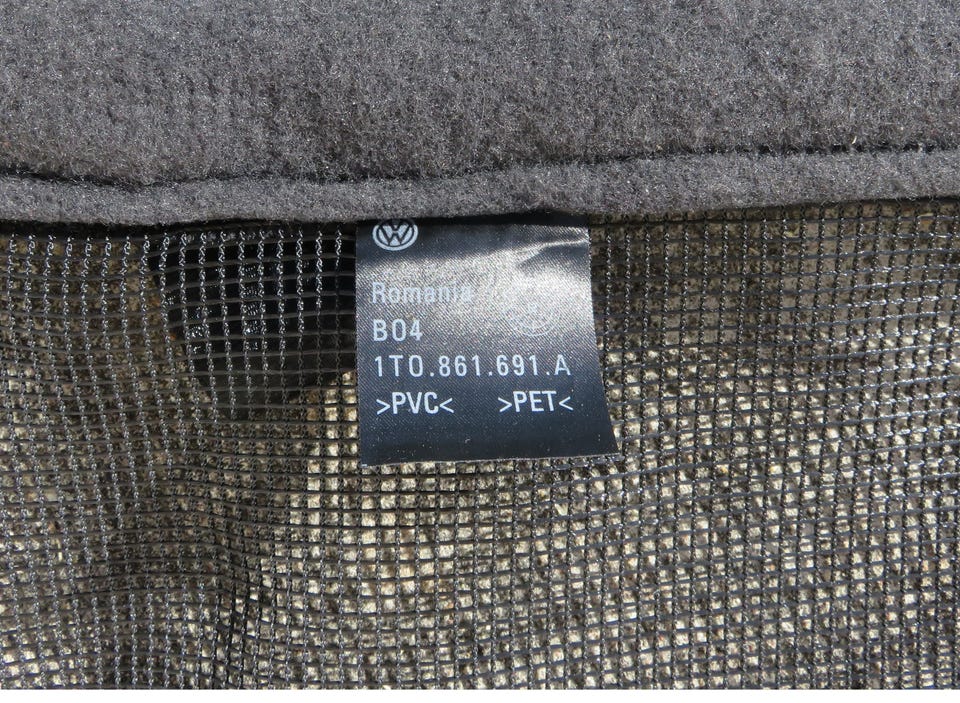 Romania
B04
1T0.861.691.A
>PVC< >PET<